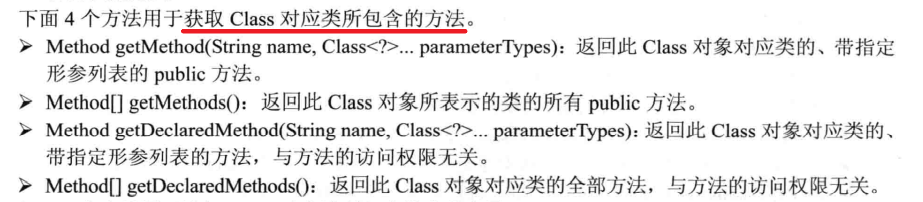 下面 4 个方法用于获取 Class 对应类所包含的方法。
➢ Method getMethod(String name, Class<?>... parameterTypes)：返回此 Class 对象对应类的、带指定
形参列表的 public 方法。
➢ Method[] getMethods()：返回此 Class 对象所表示的类的所有 public 方法。
➢ Method getDeclaredMethod(String name, Class<?>... parameterTypes)：返回此 Class 对象对应类的、
带指定形参列表的方法，与方法的访问权限无关。
➢ Method[] getDeclaredMethods()：返回此 Class 对象对应类的全部方法，与方法的访问权限无关。